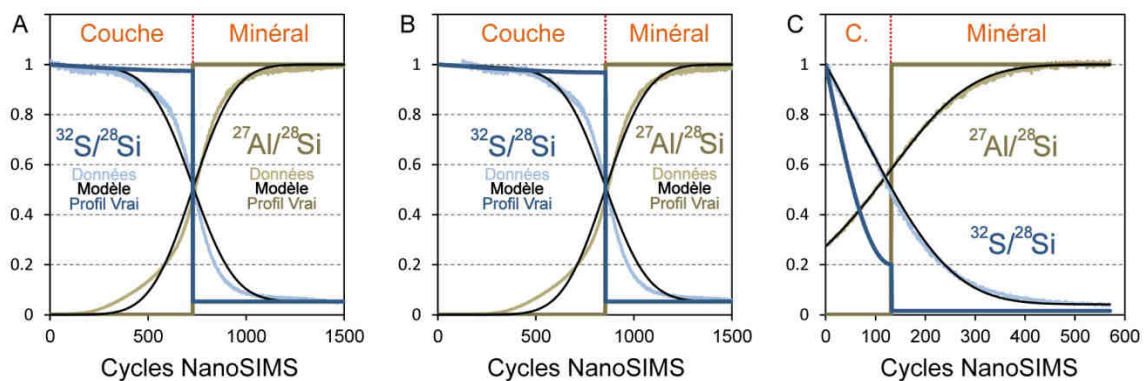 A
Couche
Minéral
1
0.8
0.6
0.4
0.2
0
³²S/²⁸Si
Données
Modèle
Profil Vrai
²⁷Al/²⁸Si
Données
Modèle
Profil Vrai
0
500
1000
1500
Cycles NanoSIMS
B
Couche
Minéral
1
0.8
0.6
0.4
0.2
0
³²S/²⁸Si
Données
Modèle
Profil Vrai
²⁷Al/²⁸Si
Données
Modèle
Profil Vrai
0
500
1000
1500
Cycles NanoSIMS
C
C.
Minéral
1
0.8
0.6
0.4
0.2
0
²⁷Al/²⁸Si
³²S/²⁸Si
0
100
200
300
400
500
600
Cycles NanoSIMS